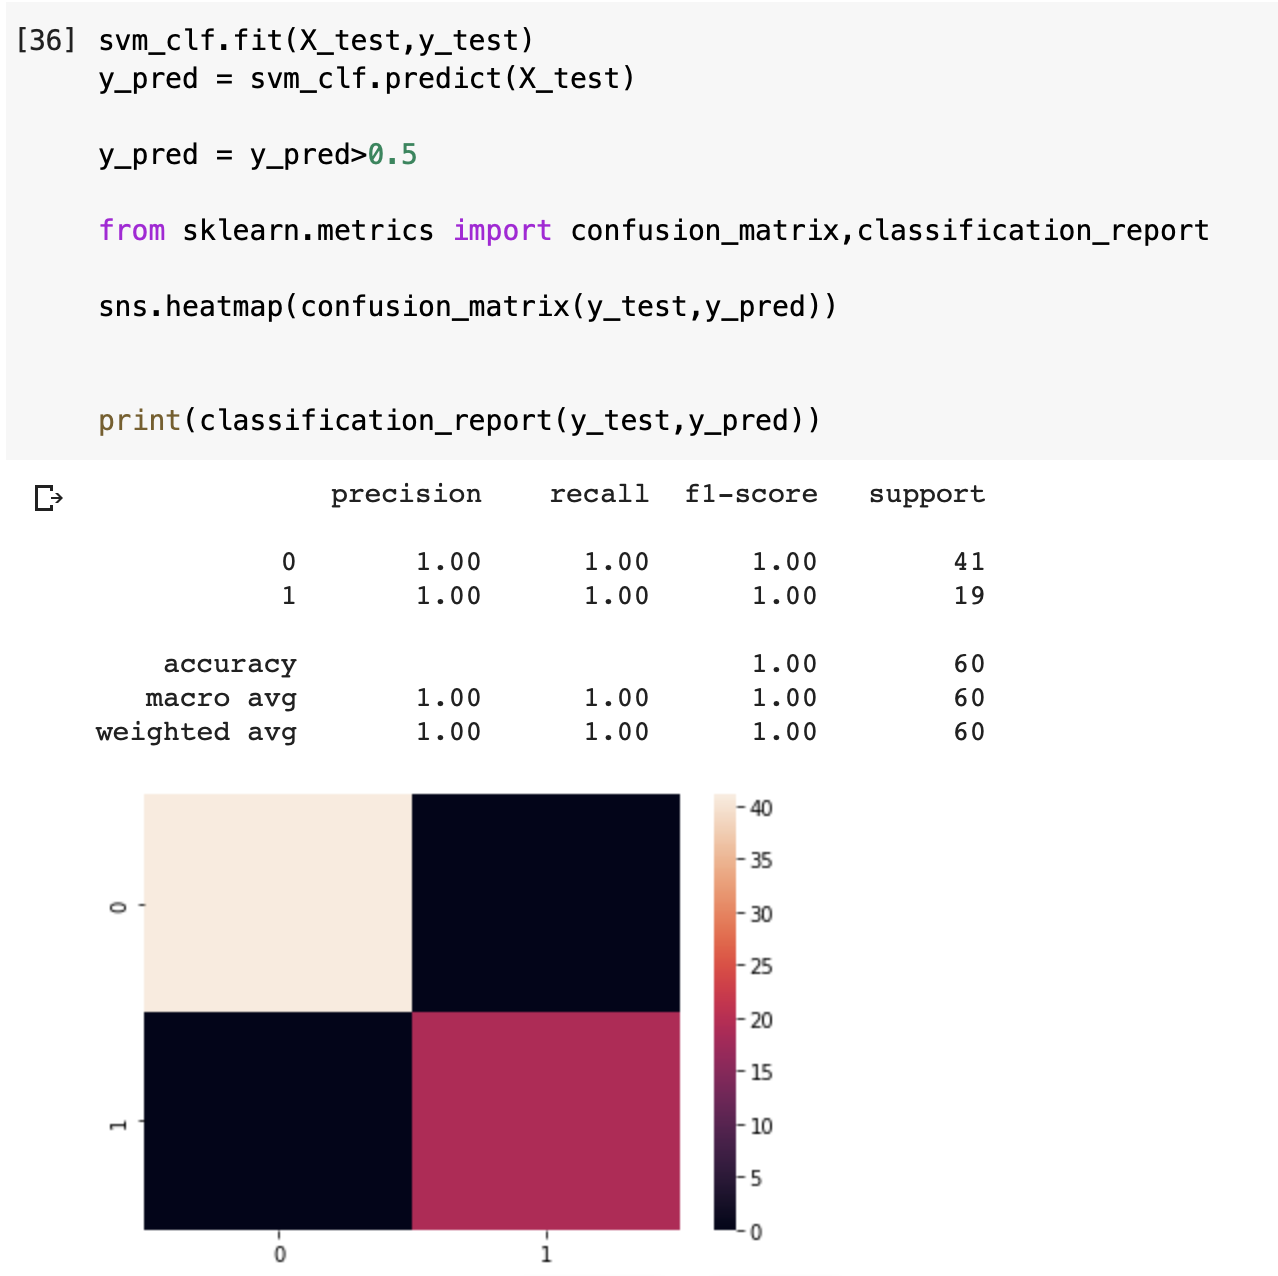 [36] svm_clf.fit(X_test,y_test)
y_pred = svm_clf.predict(X_test)
y_pred = y_pred>0.5
from sklearn.metrics import confusion_matrix,classification_report
sns.heatmap(confusion_matrix(y_test,y_pred))
print(classification_report(y_test,y_pred))
precision recall f1-score support
0 1.00 1.00 1.00 41
1 1.00 1.00 1.00 19
accuracy 1.00 60
macro avg 1.00 1.00 1.00 60
weighted avg 1.00 1.00 1.00 60
40
35
30
25
20
15
10
5
0
0
1
0 1